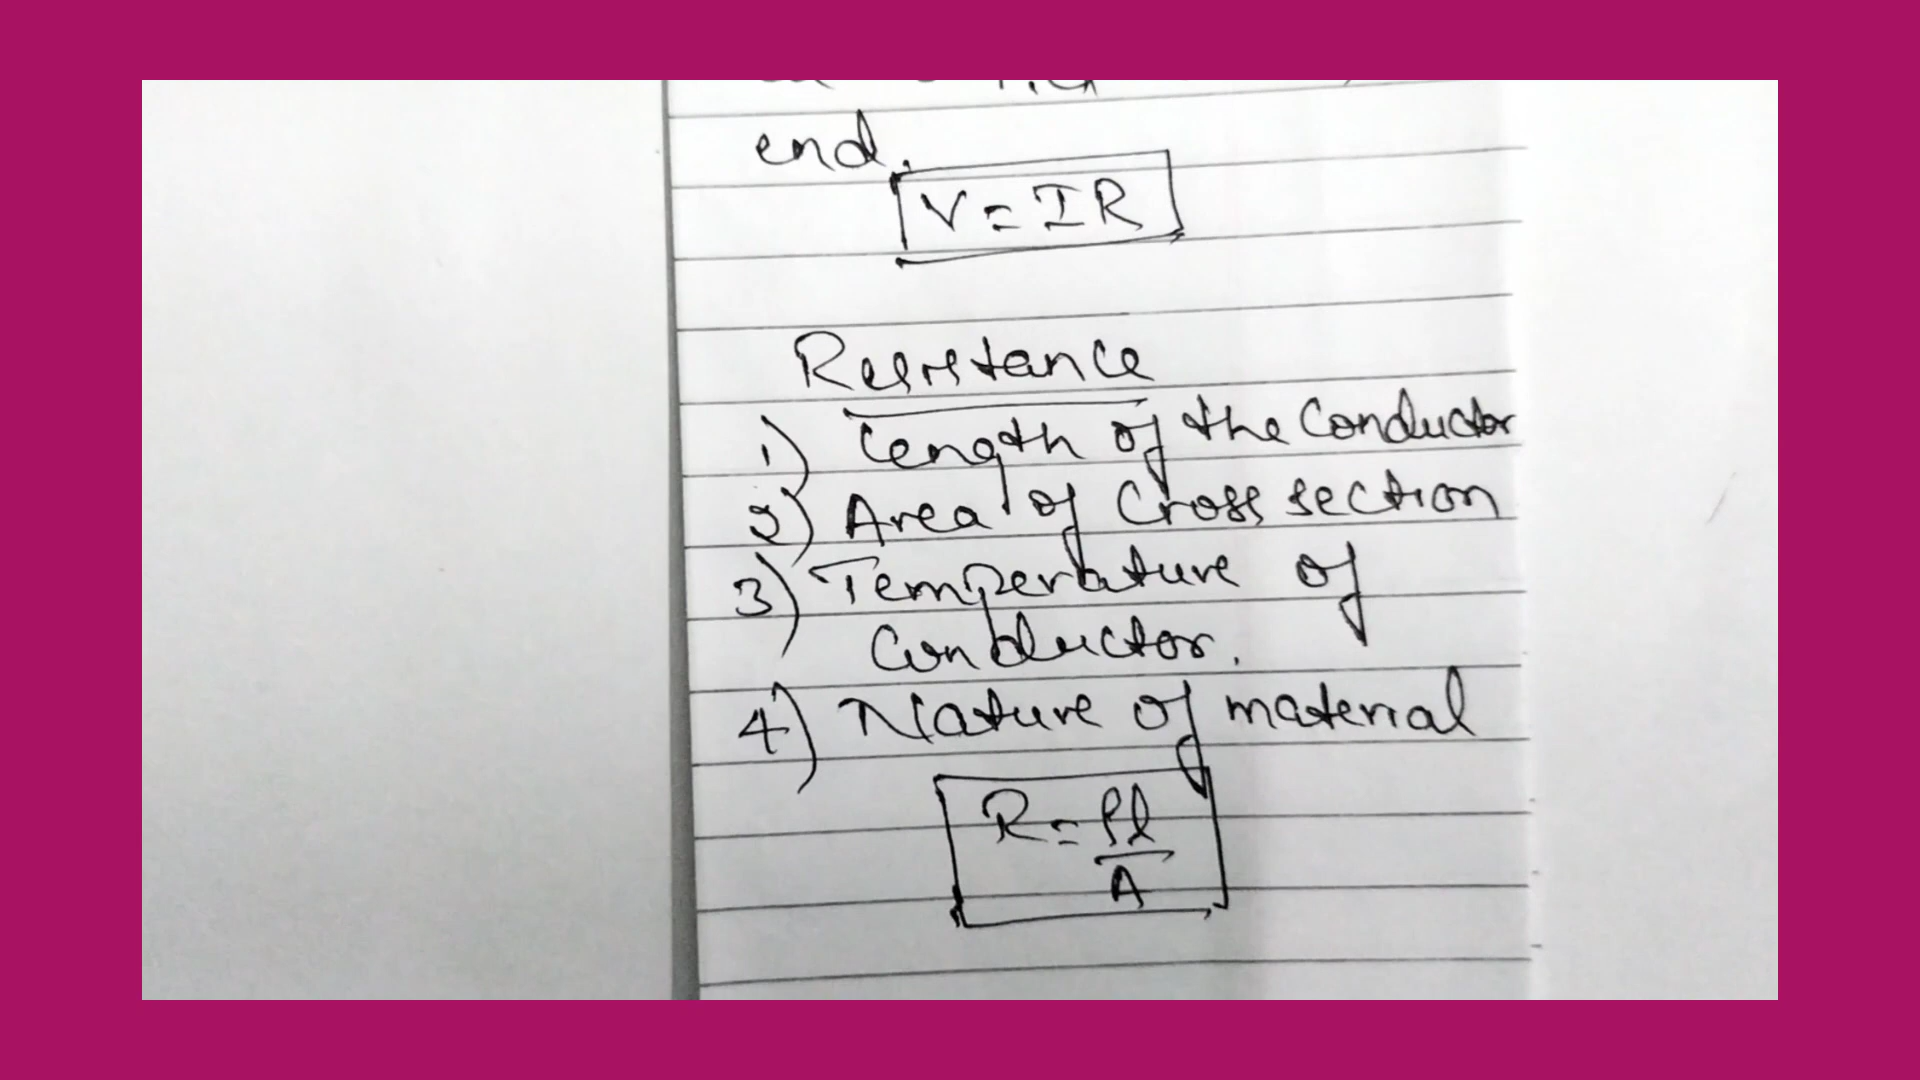 end.
V = IR
Resistance
1) Length of the Conductor
2) Area of Cross section
3) Temperature of
Conductor.
4) Nature of material
R = ρl
A